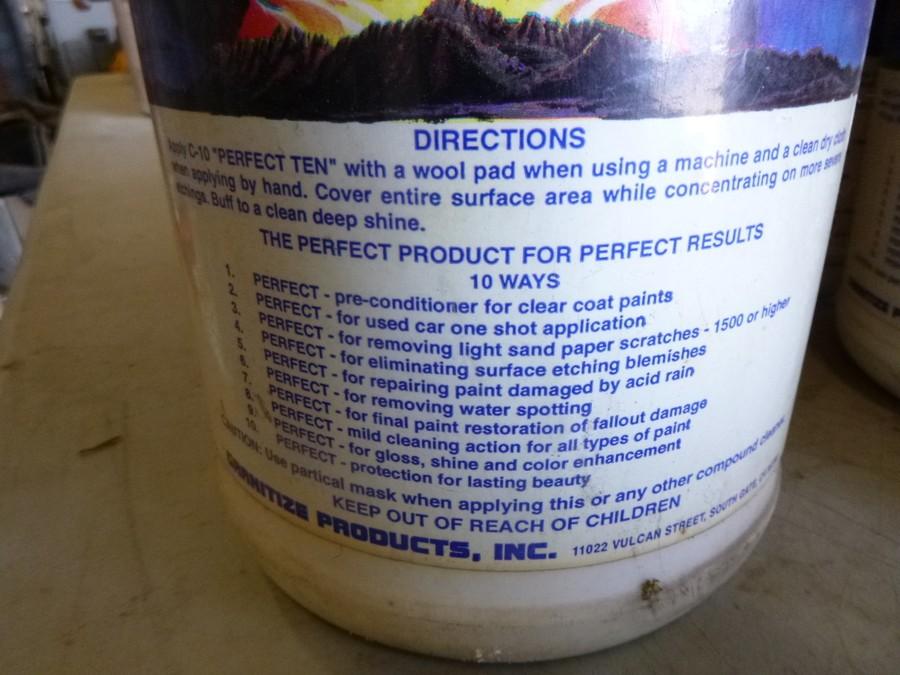 DIRECTIONS
Apply C-10 "PERFECT TEN" with a wool pad when using a machine and a clean dry cloth
when applying by hand. Cover entire surface area while concentrating on more severe
etchings. Buff to a clean deep shine.
THE PERFECT PRODUCT FOR PERFECT RESULTS
10 WAYS
1. PERFECT - pre-conditioner for clear coat paints
2. PERFECT - for used car one shot application
3. PERFECT - for removing light sand paper scratches - 1500 or higher
4. PERFECT - for eliminating surface etching blemishes
5. PERFECT - for repairing paint damaged by acid rain
6. PERFECT - for removing water spotting
7. PERFECT - for final paint restoration of fallout damage
8. PERFECT - mild cleaning action for all types of paint
9. PERFECT - for gloss, shine and color enhancement
10. PERFECT - protection for lasting beauty
CAUTION: Use partical mask when applying this or any other compound cleaner.
KEEP OUT OF REACH OF CHILDREN
GRANITIZE PRODUCTS, INC. 11022 VULCAN STREET, SOUTH GATE,